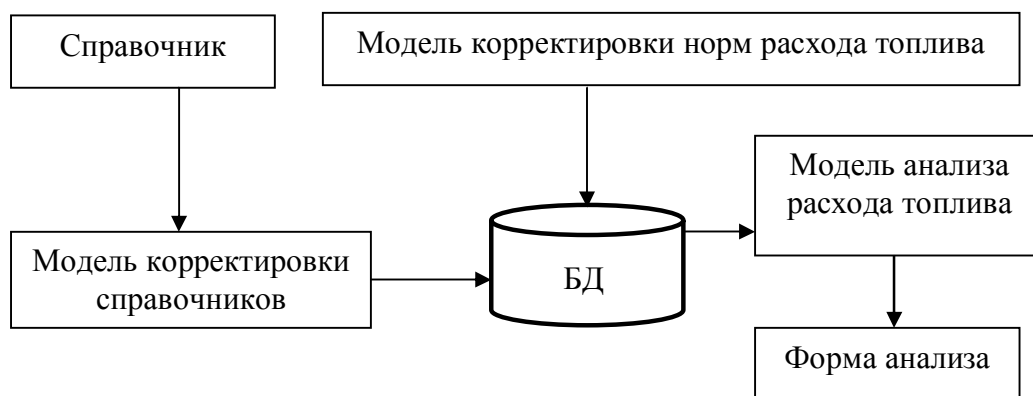 Справочник
Модель корректировки норм расхода топлива
Модель анализа
расхода топлива
Модель корректировки
справочников
БД
Форма анализа